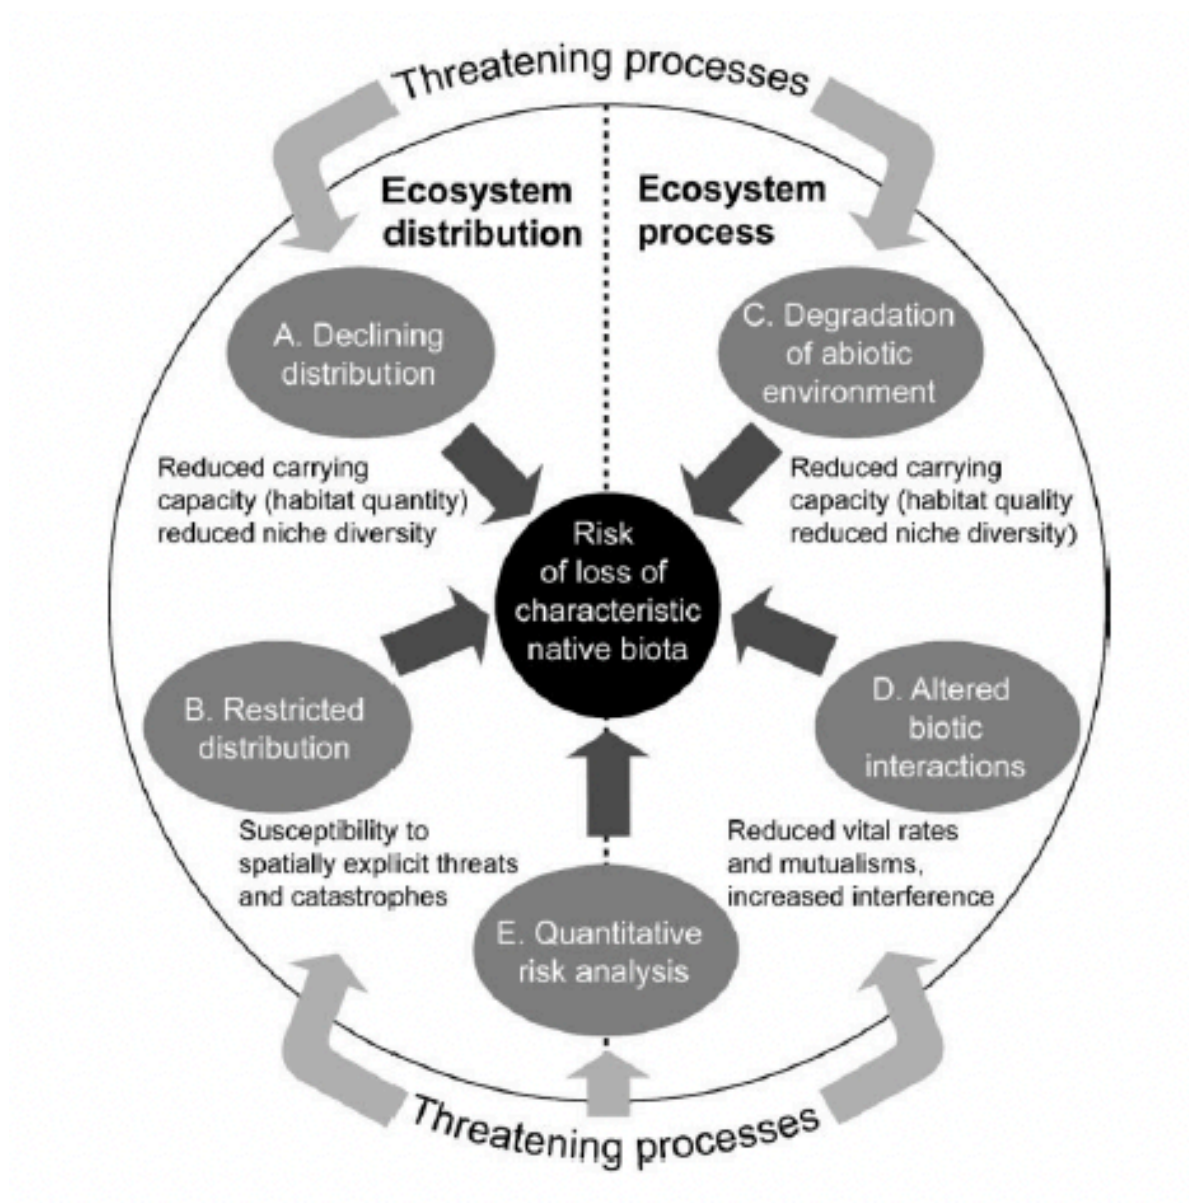 Threatening processes
Ecosystem
distribution
Ecosystem
process
A. Declining
distribution
C. Degradation
of abiotic
environment
Reduced carrying
capacity (habitat quantity)
reduced niche diversity
Reduced carrying
capacity (habitat quality
reduced niche diversity)
Risk
of loss of
characteristic
native biota
B. Restricted
distribution
D. Altered
biotic
interactions
Susceptibility to
spatially explicit threats
and catastrophes
Reduced vital rates
and mutualisms,
increased interference
E. Quantitative
risk analysis
Threatening processes